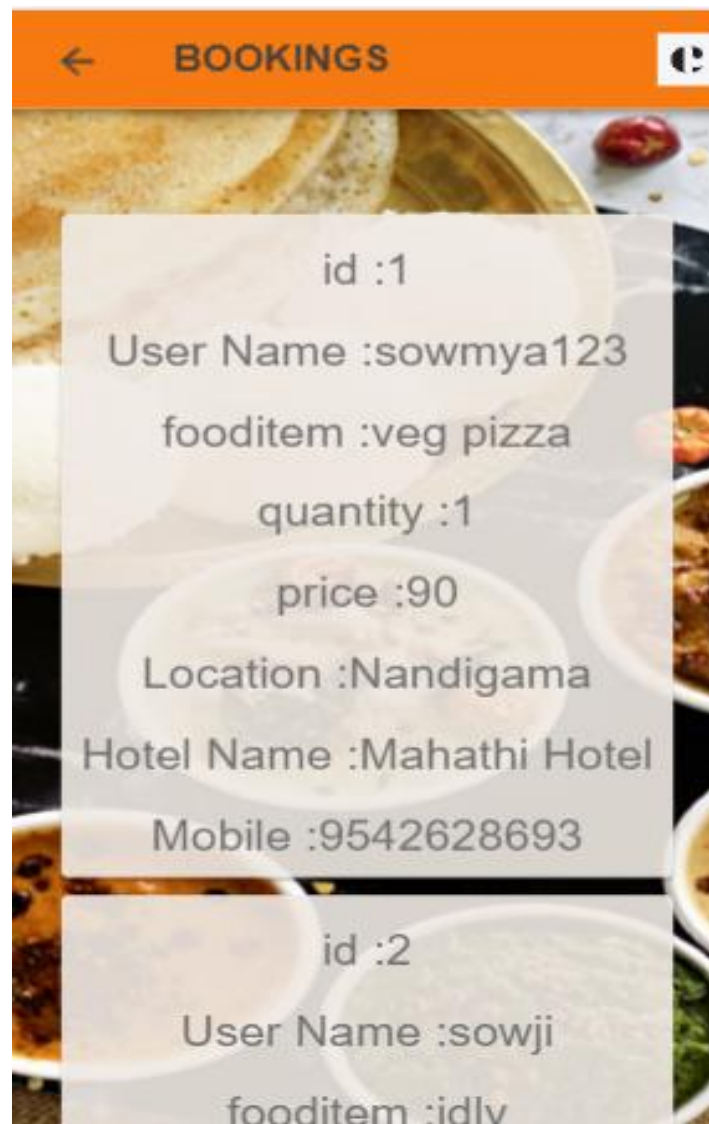 BOOKINGS
id :1
User Name :sowmya123
fooditem :veg pizza
quantity :1
price :90
Location :Nandigama
Hotel Name :Mahathi Hotel
Mobile :9542628693
id :2
User Name :sowji
fooditem :idly